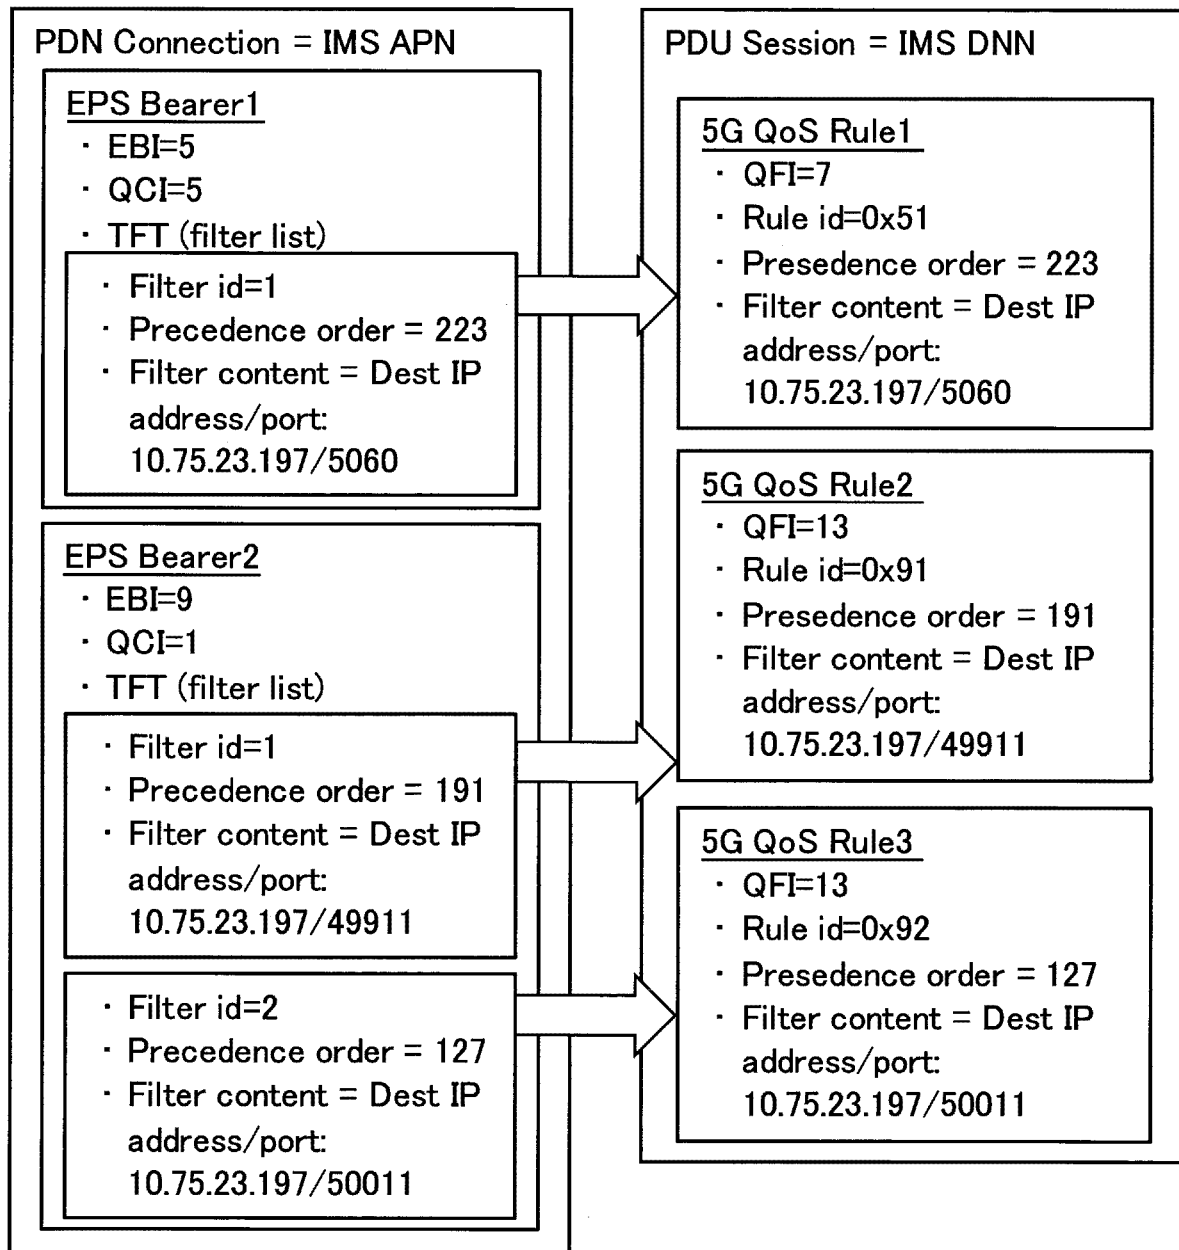 PDN Connection = IMS APN
EPS Bearer1
・ EBI=5
・ QCI=5
・ TFT (filter list)
・ Filter id=1
・ Precedence order = 223
・ Filter content = Dest IP
address/port:
10.75.23.197/5060
EPS Bearer2
・ EBI=9
・ QCI=1
・ TFT (filter list)
・ Filter id=1
・ Precedence order = 191
・ Filter content = Dest IP
address/port:
10.75.23.197/49911
・ Filter id=2
・ Precedence order = 127
・ Filter content = Dest IP
address/port:
10.75.23.197/50011
PDU Session = IMS DNN
5G QoS Rule1
・ QFI=7
・ Rule id=0x51
・ Presedence order = 223
・ Filter content = Dest IP
address/port:
10.75.23.197/5060
5G QoS Rule2
・ QFI=13
・ Rule id=0x91
・ Presedence order = 191
・ Filter content = Dest IP
address/port:
10.75.23.197/49911
5G QoS Rule3
・ QFI=13
・ Rule id=0x92
・ Presedence order = 127
・ Filter content = Dest IP
address/port:
10.75.23.197/50011